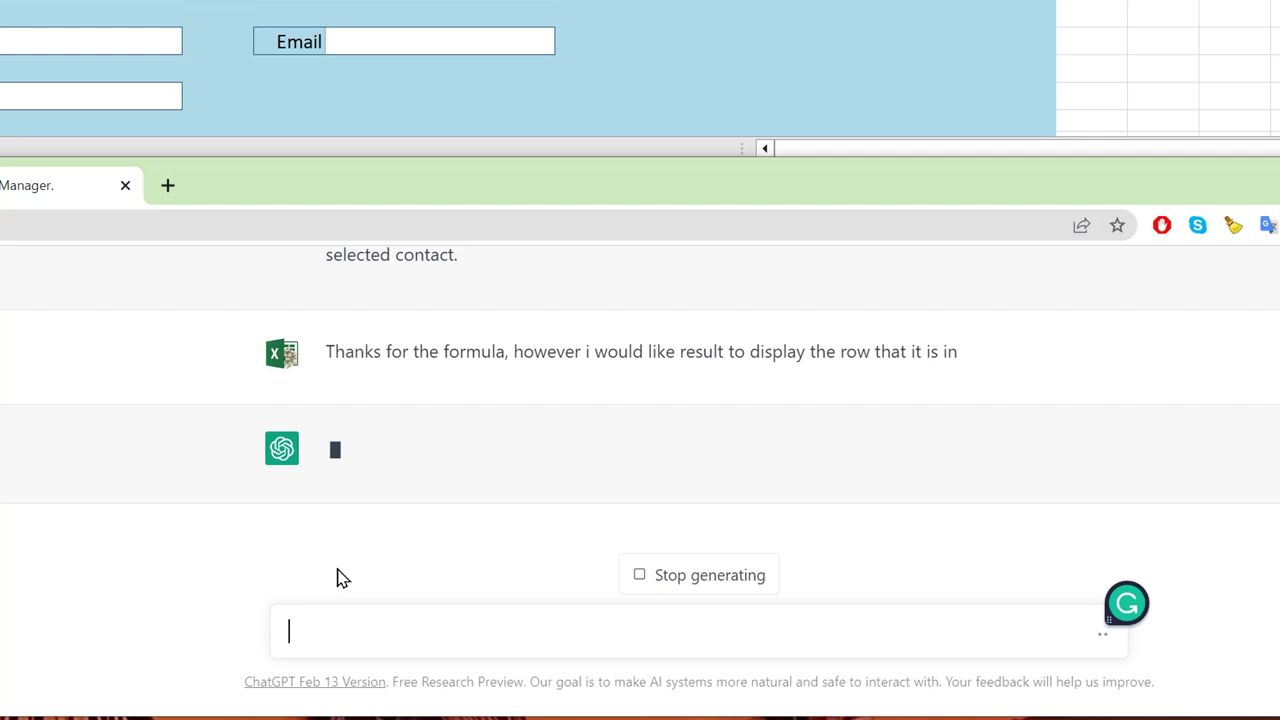 Email
Manager.
selected contact.
Thanks for the formula, however i would like result to display the row that it is in
Stop generating
ChatGPT Feb 13 Version. Free Research Preview. Our goal is to make AI systems more natural and safe to interact with. Your feedback will help us improve.